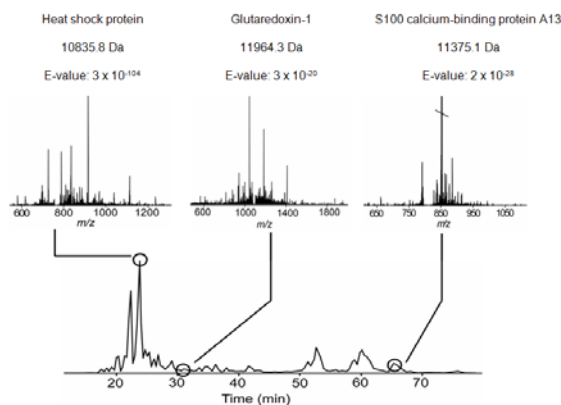 Heat shock protein
10835.8 Da
E-value: 3 x 10⁻¹⁰⁴
Glutaredoxin-1
11964.3 Da
E-value: 3 x 10⁻²⁰
S100 calcium-binding protein A13
11375.1 Da
E-value: 2 x 10⁻²⁸
600 800 1000 1200
m/z
600 1000 1400 1800
m/z
650 750 850 950 1050
m/z
20 30 40 50 60 70
Time (min)